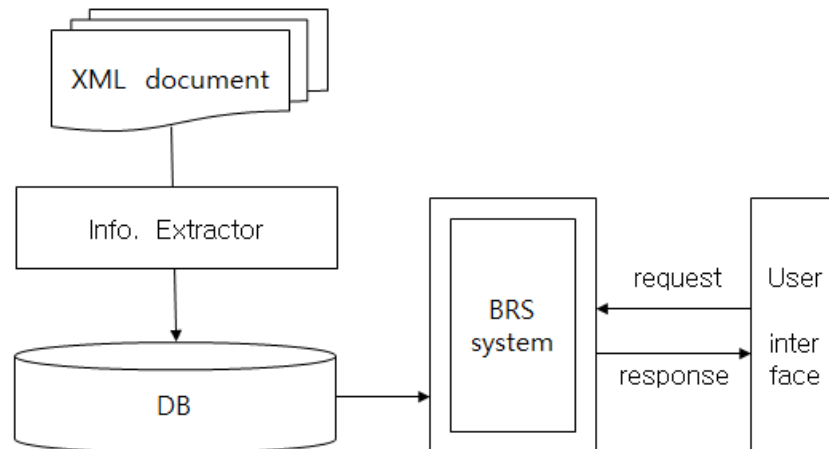 XML document
Info. Extractor
DB
BRS
system
request
response
User
inter
face